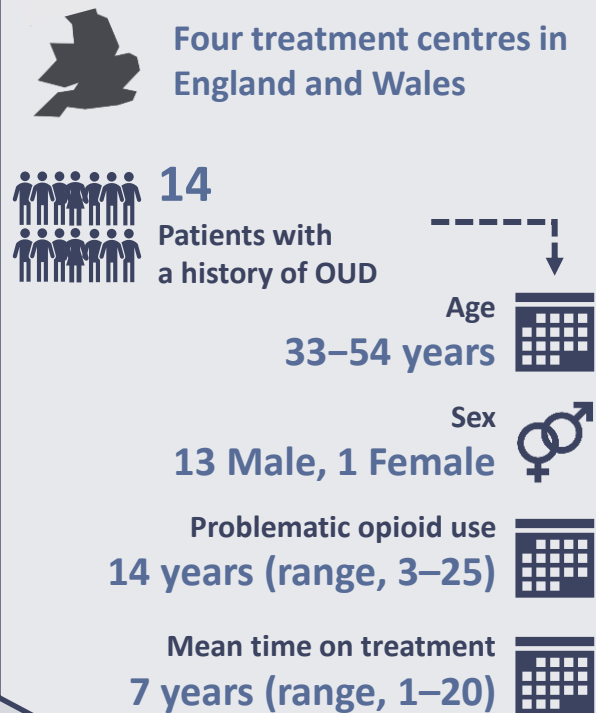 Four treatment centres in
England and Wales
14
Patients with
a history of OUD
Age
33–54 years
Sex
13 Male, 1 Female
Problematic opioid use
14 years (range, 3–25)
Mean time on treatment
7 years (range, 1–20)